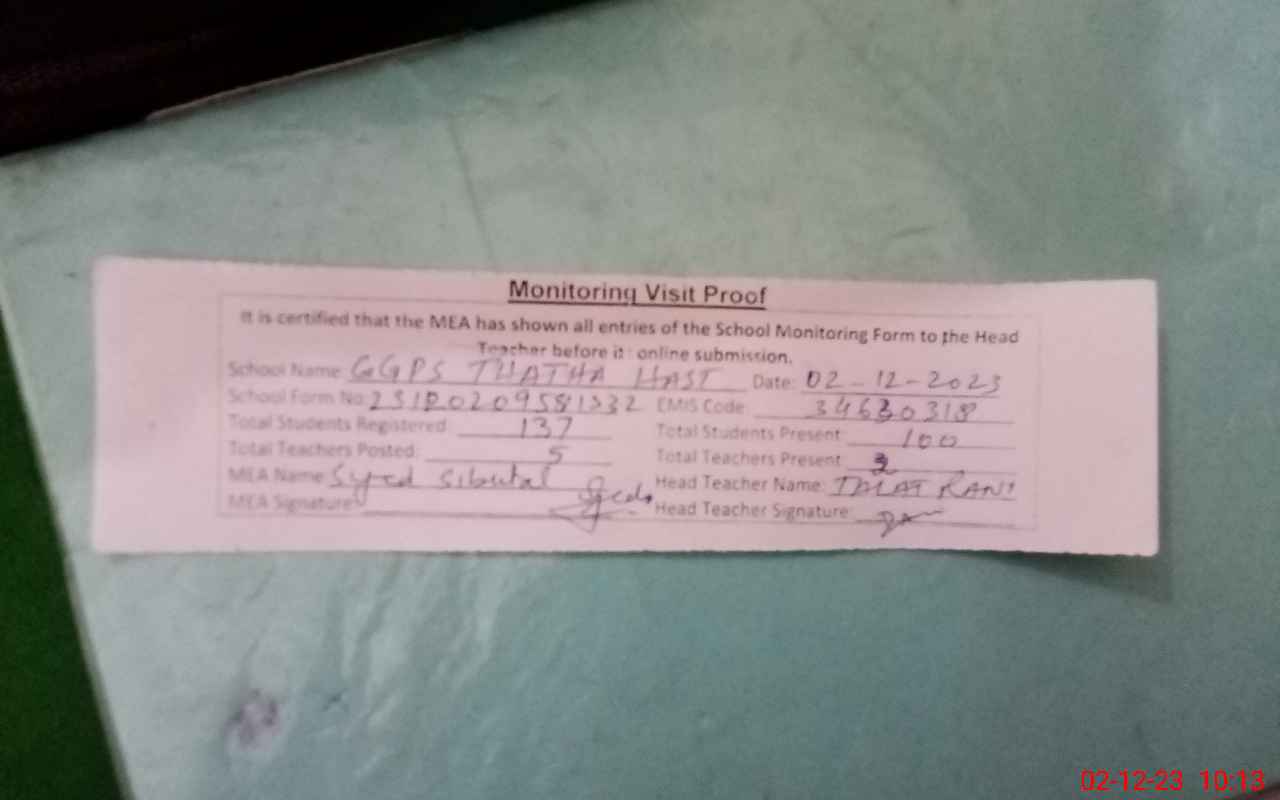 Monitoring Visit Proof
It is certified that the MEA has shown all entries of the School Monitoring Form to the Head
Teacher before it online submission.
School Name: GGPS THATHA HAST Date: 02-12-2023
School Form No: EMIS Code: 34630318
Total Students Registered: 137 Total Students Present: 100
Total Teachers Posted: 5 Total Teachers Present: 3
MEA Name: Syed Sibutal Head Teacher Name: RANI
MEA Signature: Head Teacher Signature:
02-12-23 10:13